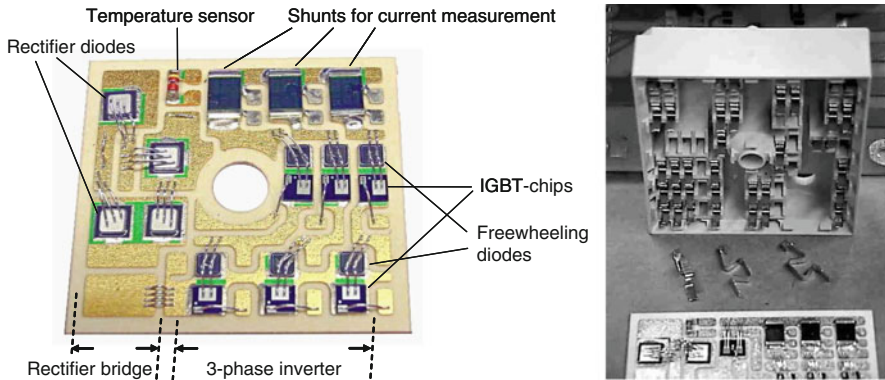 Temperature sensor
Shunts for current measurement
Rectifier diodes
IGBT-chips
Freewheeling
diodes
Rectifier bridge
3-phase inverter